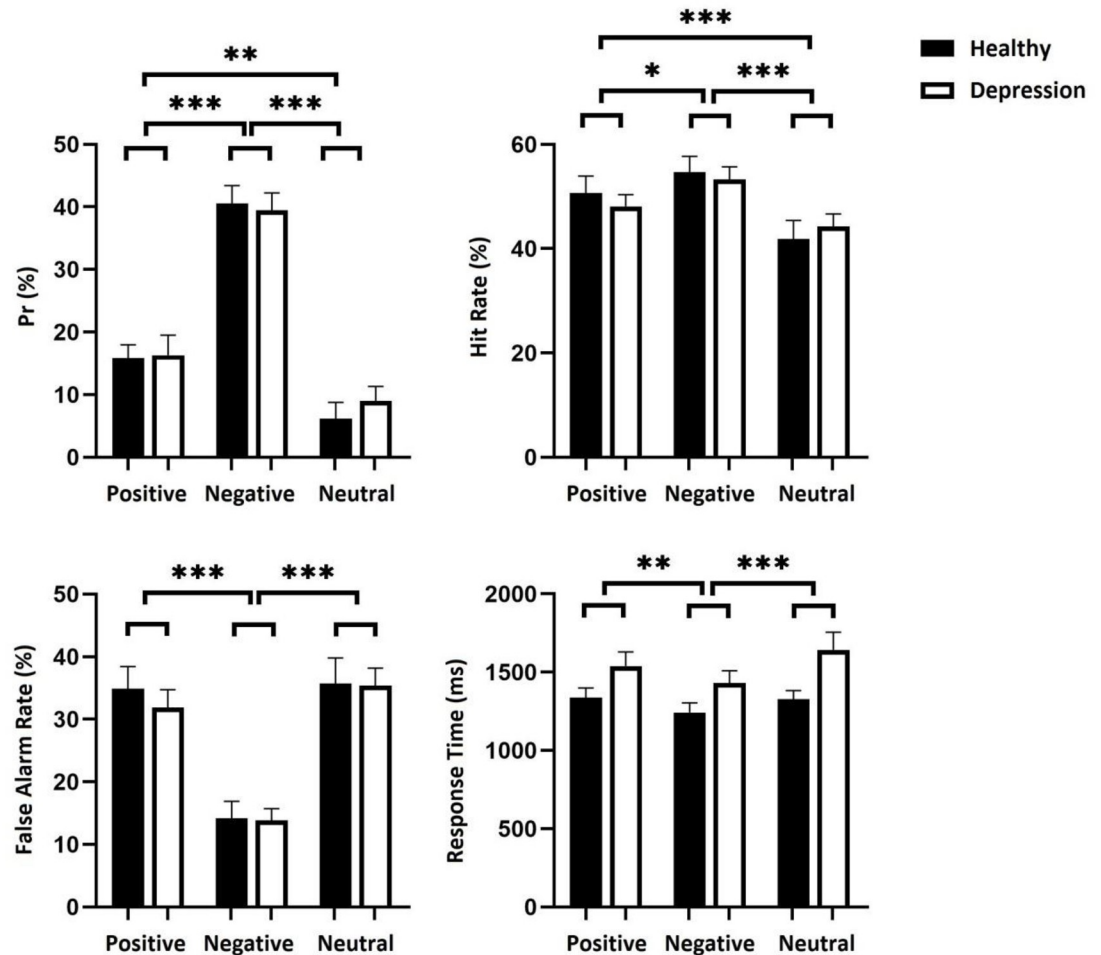 **
*** ***
50
40
30
20
10
0
Pr (%)
Positive Negative Neutral
***
* ***
60
40
20
0
Hit Rate (%)
Positive Negative Neutral
Healthy
Depression
*** ***
50
40
30
20
10
0
False Alarm Rate (%)
Positive Negative Neutral
** ***
2000
1500
1000
500
0
Response Time (ms)
Positive Negative Neutral